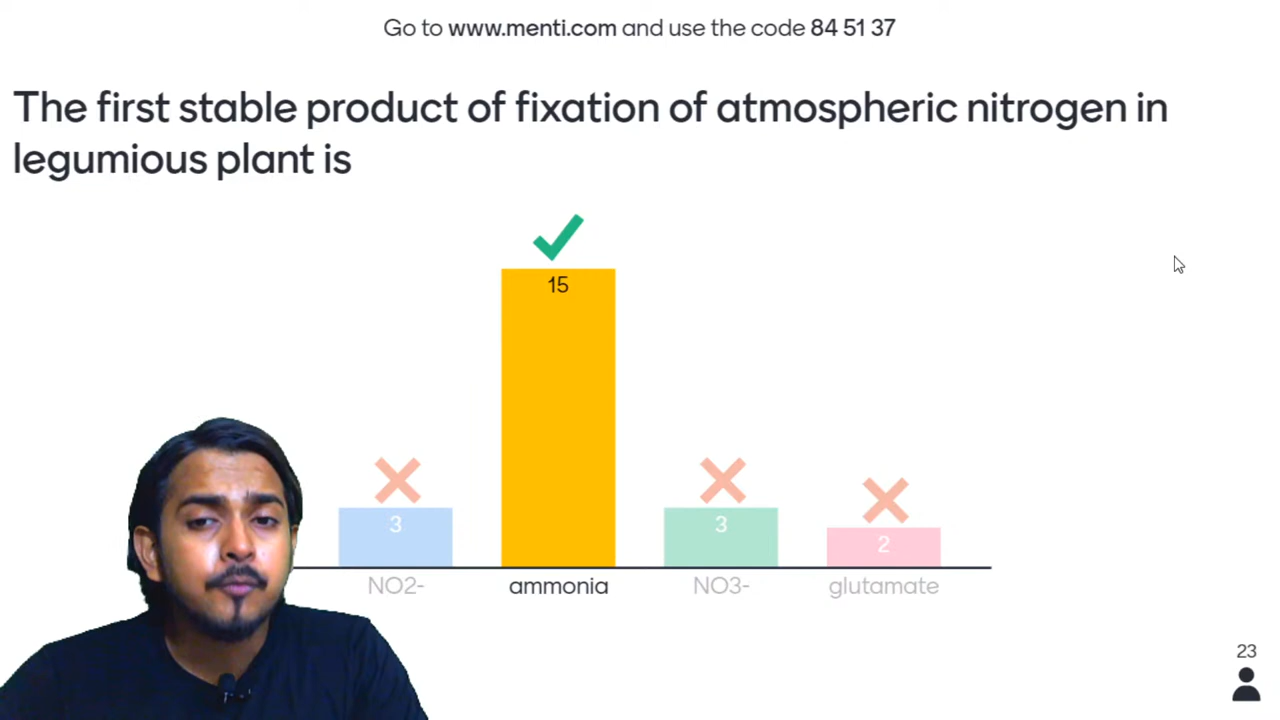 Go to www.menti.com and use the code 84 51 37
The first stable product of fixation of atmospheric nitrogen in
legumious plant is
15
3
3
2
NO2-
ammonia
NO3-
glutamate
23